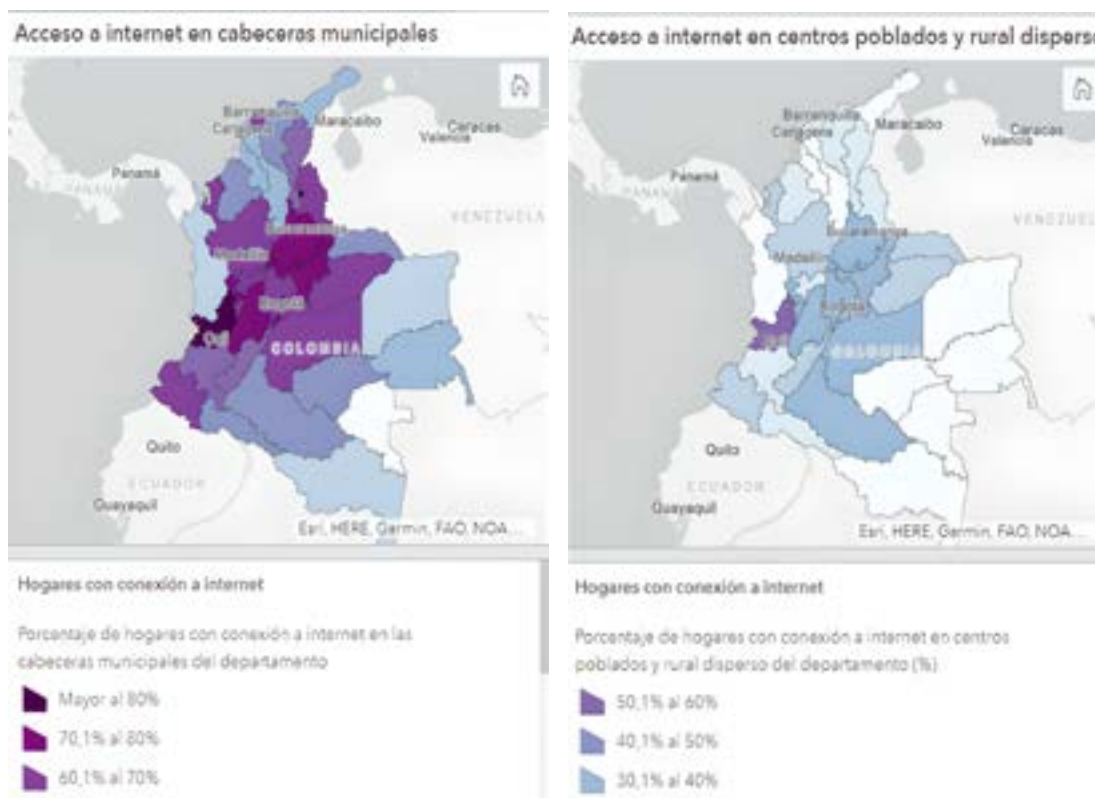 Acceso a internet en cabeceras municipales
Cartagena
Maracaibo
Valencia
Caracas
Panamá
PANAMÁ
VENEZUELA
Bucaramanga
Medellín
Bogotá
Cali
COLOMBIA
Quito
ECUADOR
Guayaquil
Esri, HERE, Garmin, FAO, NOA...
Hogares con conexión a internet
Porcentaje de hogares con conexión a internet en las
cabeceras municipales del departamento
Mayor al 80%
70,1% al 80%
60,1% al 70%
Acceso a internet en centros poblados y rural disperso
Barranquilla
Cartagena
Maracaibo
Valencia
Caracas
Panamá
PANAMÁ
VENEZUEL
Bucaramanga
Medellín
Bogotá
COLOMBIA
Quito
ECUADOR
Guayaquil
Esri, HERE, Garmin, FAO, NOA...
Hogares con conexión a internet
Porcentaje de hogares con conexión a internet en centros
poblados y rural disperso del departamento (%)
50,1% al 60%
40,1% al 50%
30,1% al 40%